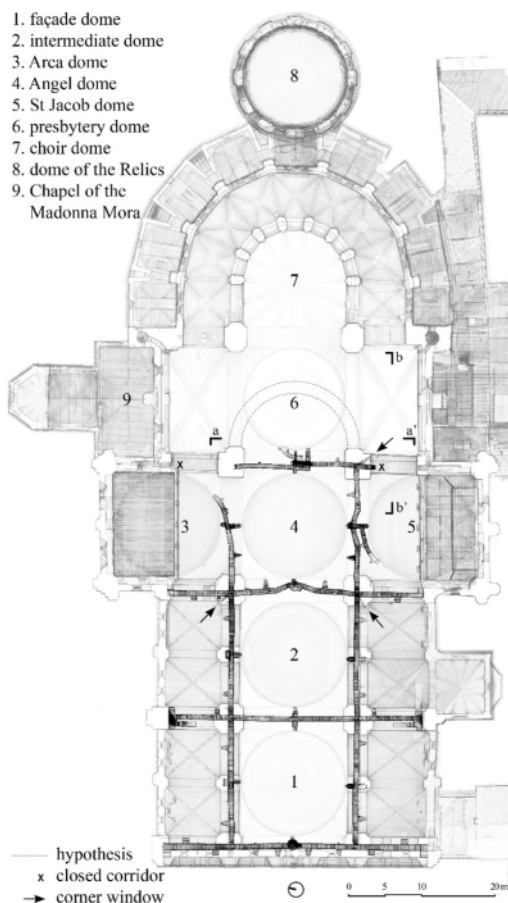 1. façade dome
2. intermediate dome
3. Arca dome
4. Angel dome
5. St Jacob dome
6. presbytery dome
7. choir dome
8. dome of the Relics
9. Chapel of the
Madonna Mora
8
7
b
9
6
a
a'
x
x
b'
3
4
5
2
1
hypothesis
x closed corridor
corner window
0 5 10 20 m